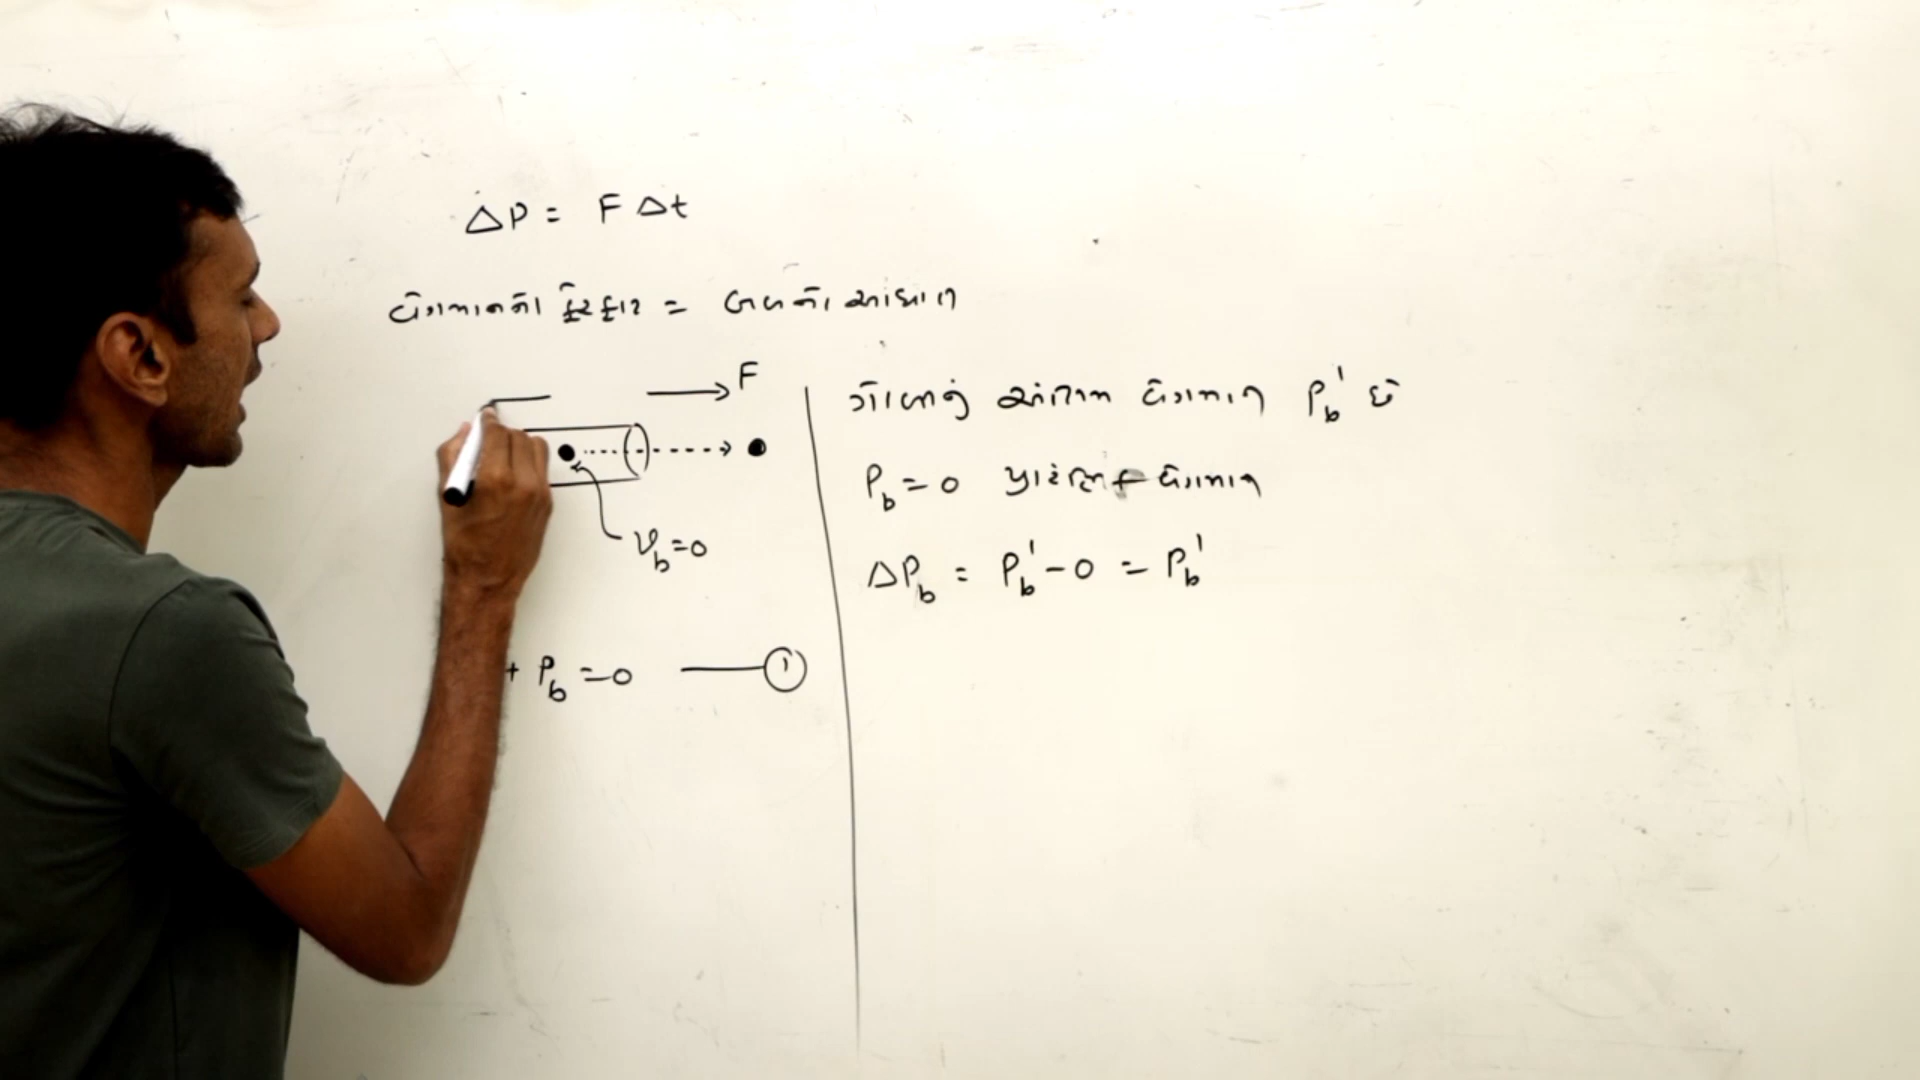 ΔP = F Δt
વેગમાનનો ફેરફાર = બળનો આઘાત
F
V_b = 0
+ P_b = 0 ——— ①
ગોળાનું અંતિમ વેગમાન P_b' છે
P_b = 0 પ્રારંભિક વેગમાન
ΔP_b = P_b' - 0 = P_b'